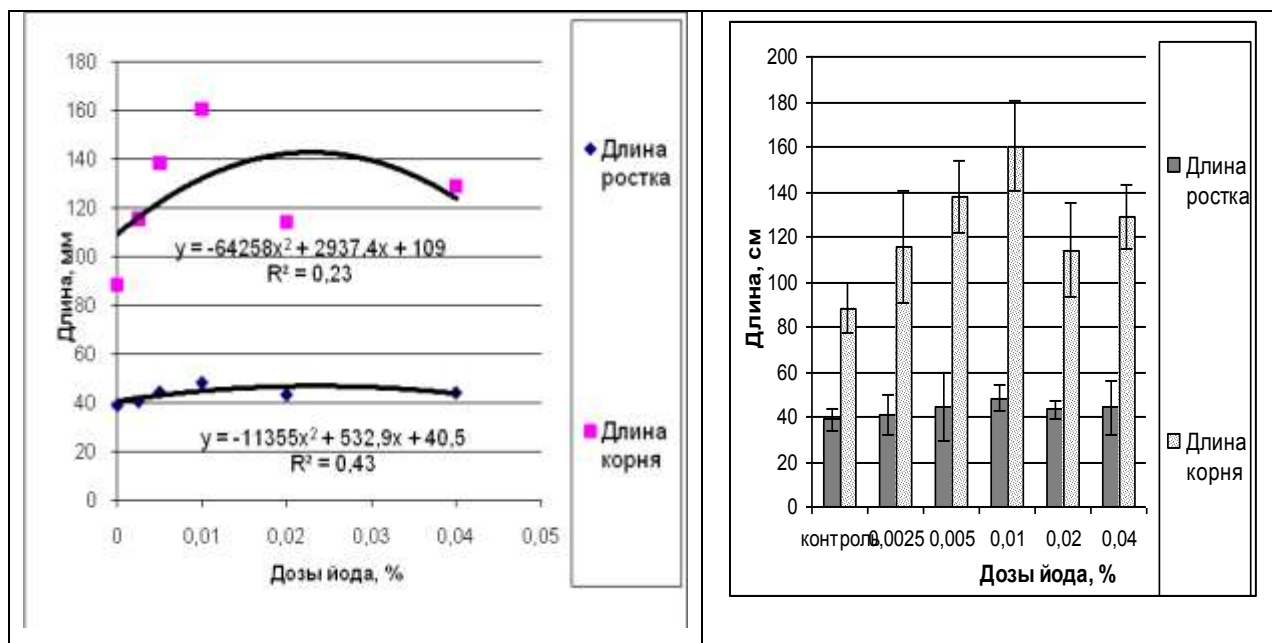 180
160
140
120
100
80
60
40
20
0
Длина, мм
y = -64258x² + 2937,4x + 109
R² = 0,23
y = -11355x² + 532,9x + 40,5
R² = 0,43
0 0,01 0,02 0,03 0,04 0,05
Дозы йода, %
Длина
ростка
Длина
корня
200
180
160
140
120
100
80
60
40
20
0
Длина, см
контроль 0,0025 0,005 0,01 0,02 0,04
Дозы йода, %
Длина
ростка
Длина
корня